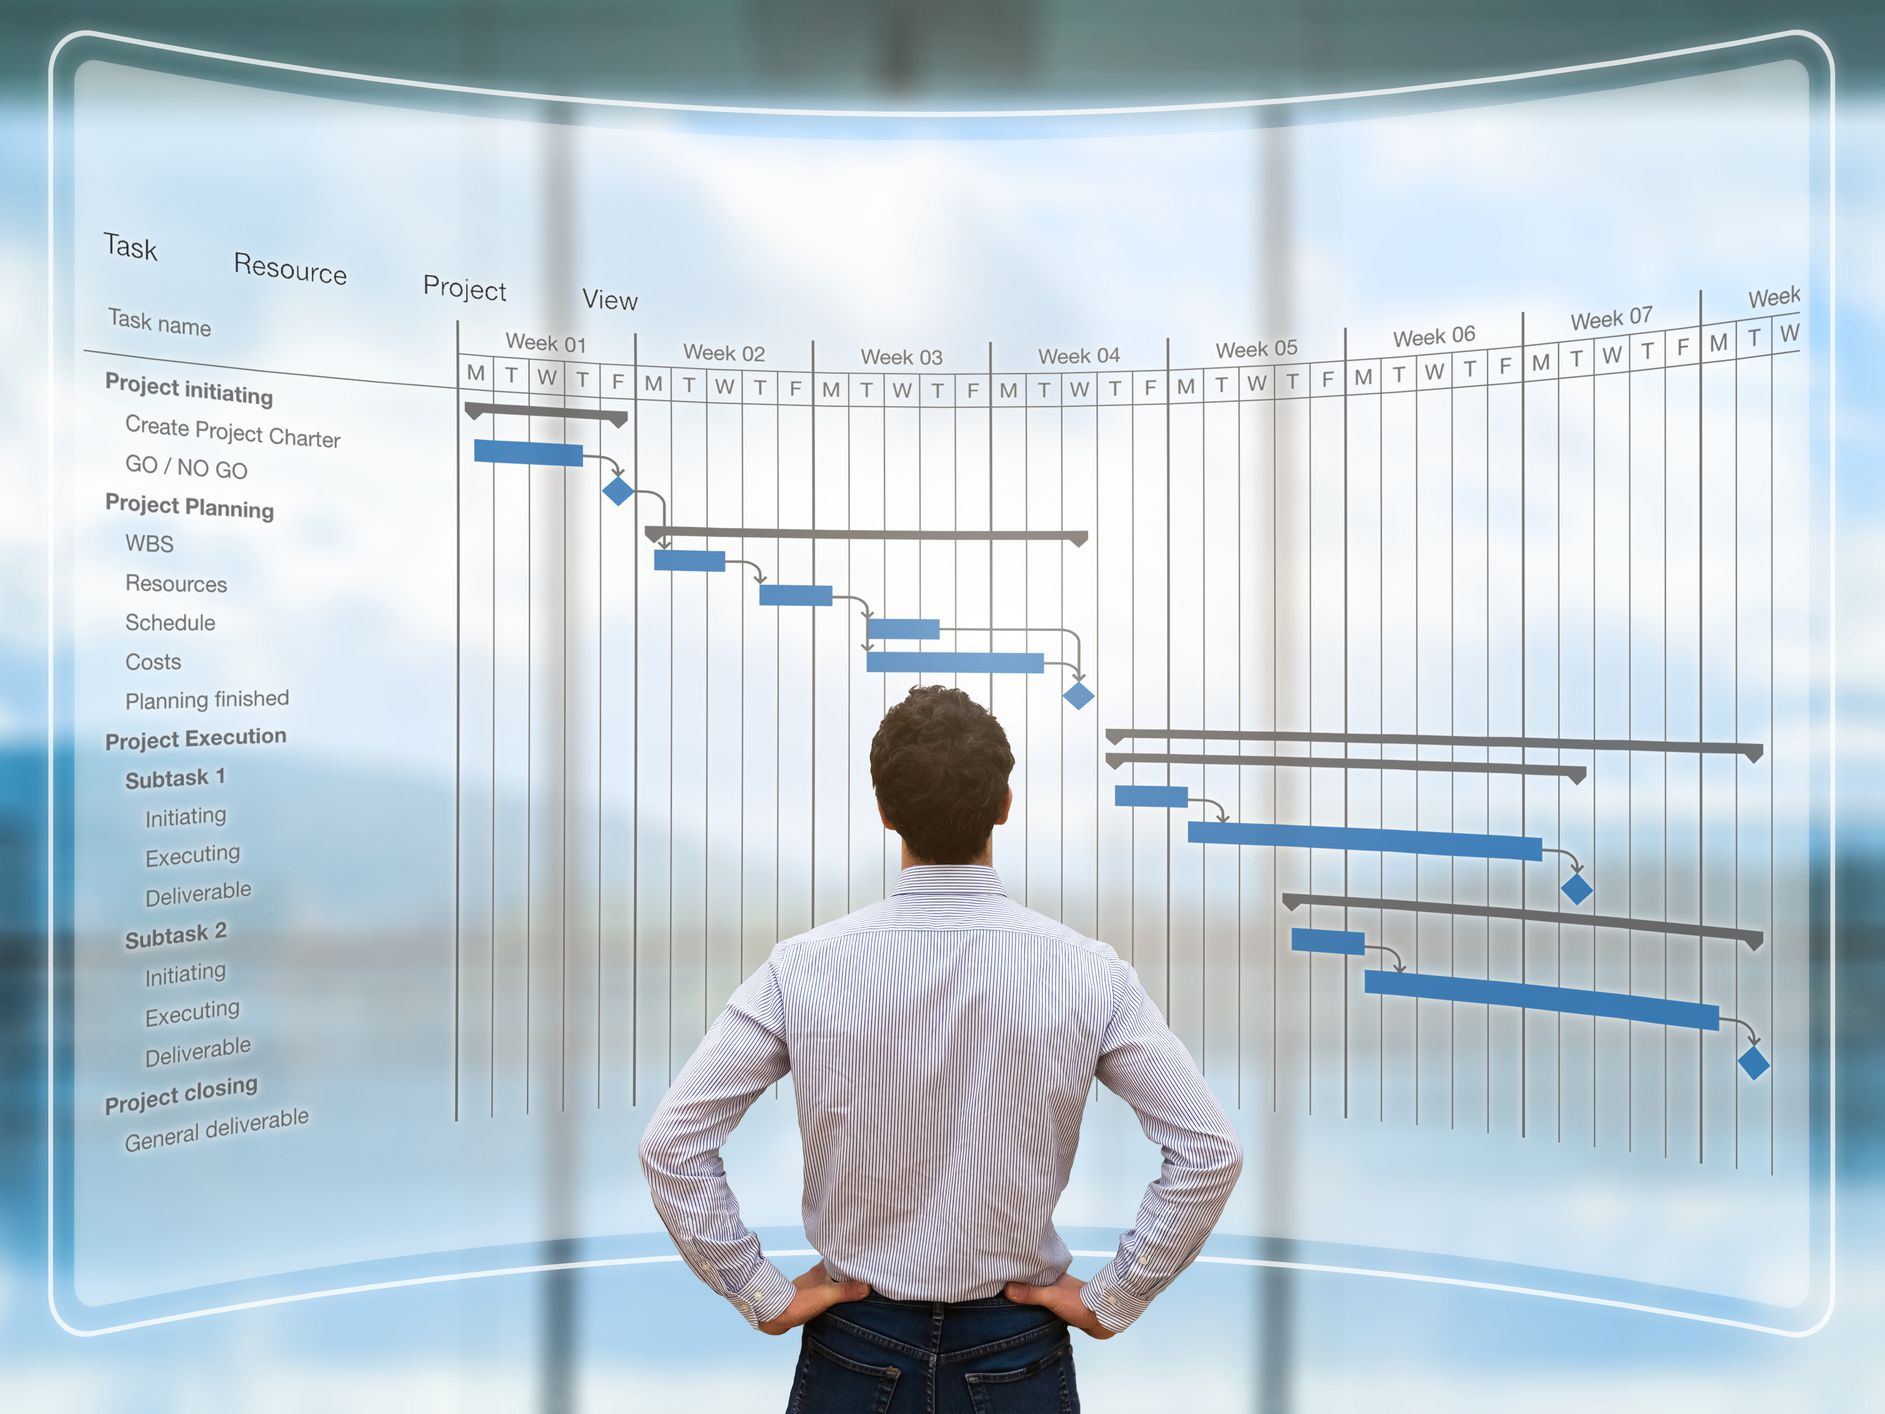 Task Resource Project View
Task name
Week 01 Week 02 Week 03 Week 04 Week 05 Week 06 Week 07 Week
M T W T F M T W T F M T W T F M T W T F M T W T F M T W T F M T W T F M T W
Project initiating
Create Project Charter
GO / NO GO
Project Planning
WBS
Resources
Schedule
Costs
Planning finished
Project Execution
Subtask 1
Initiating
Executing
Deliverable
Subtask 2
Initiating
Executing
Deliverable
Project closing
General deliverable